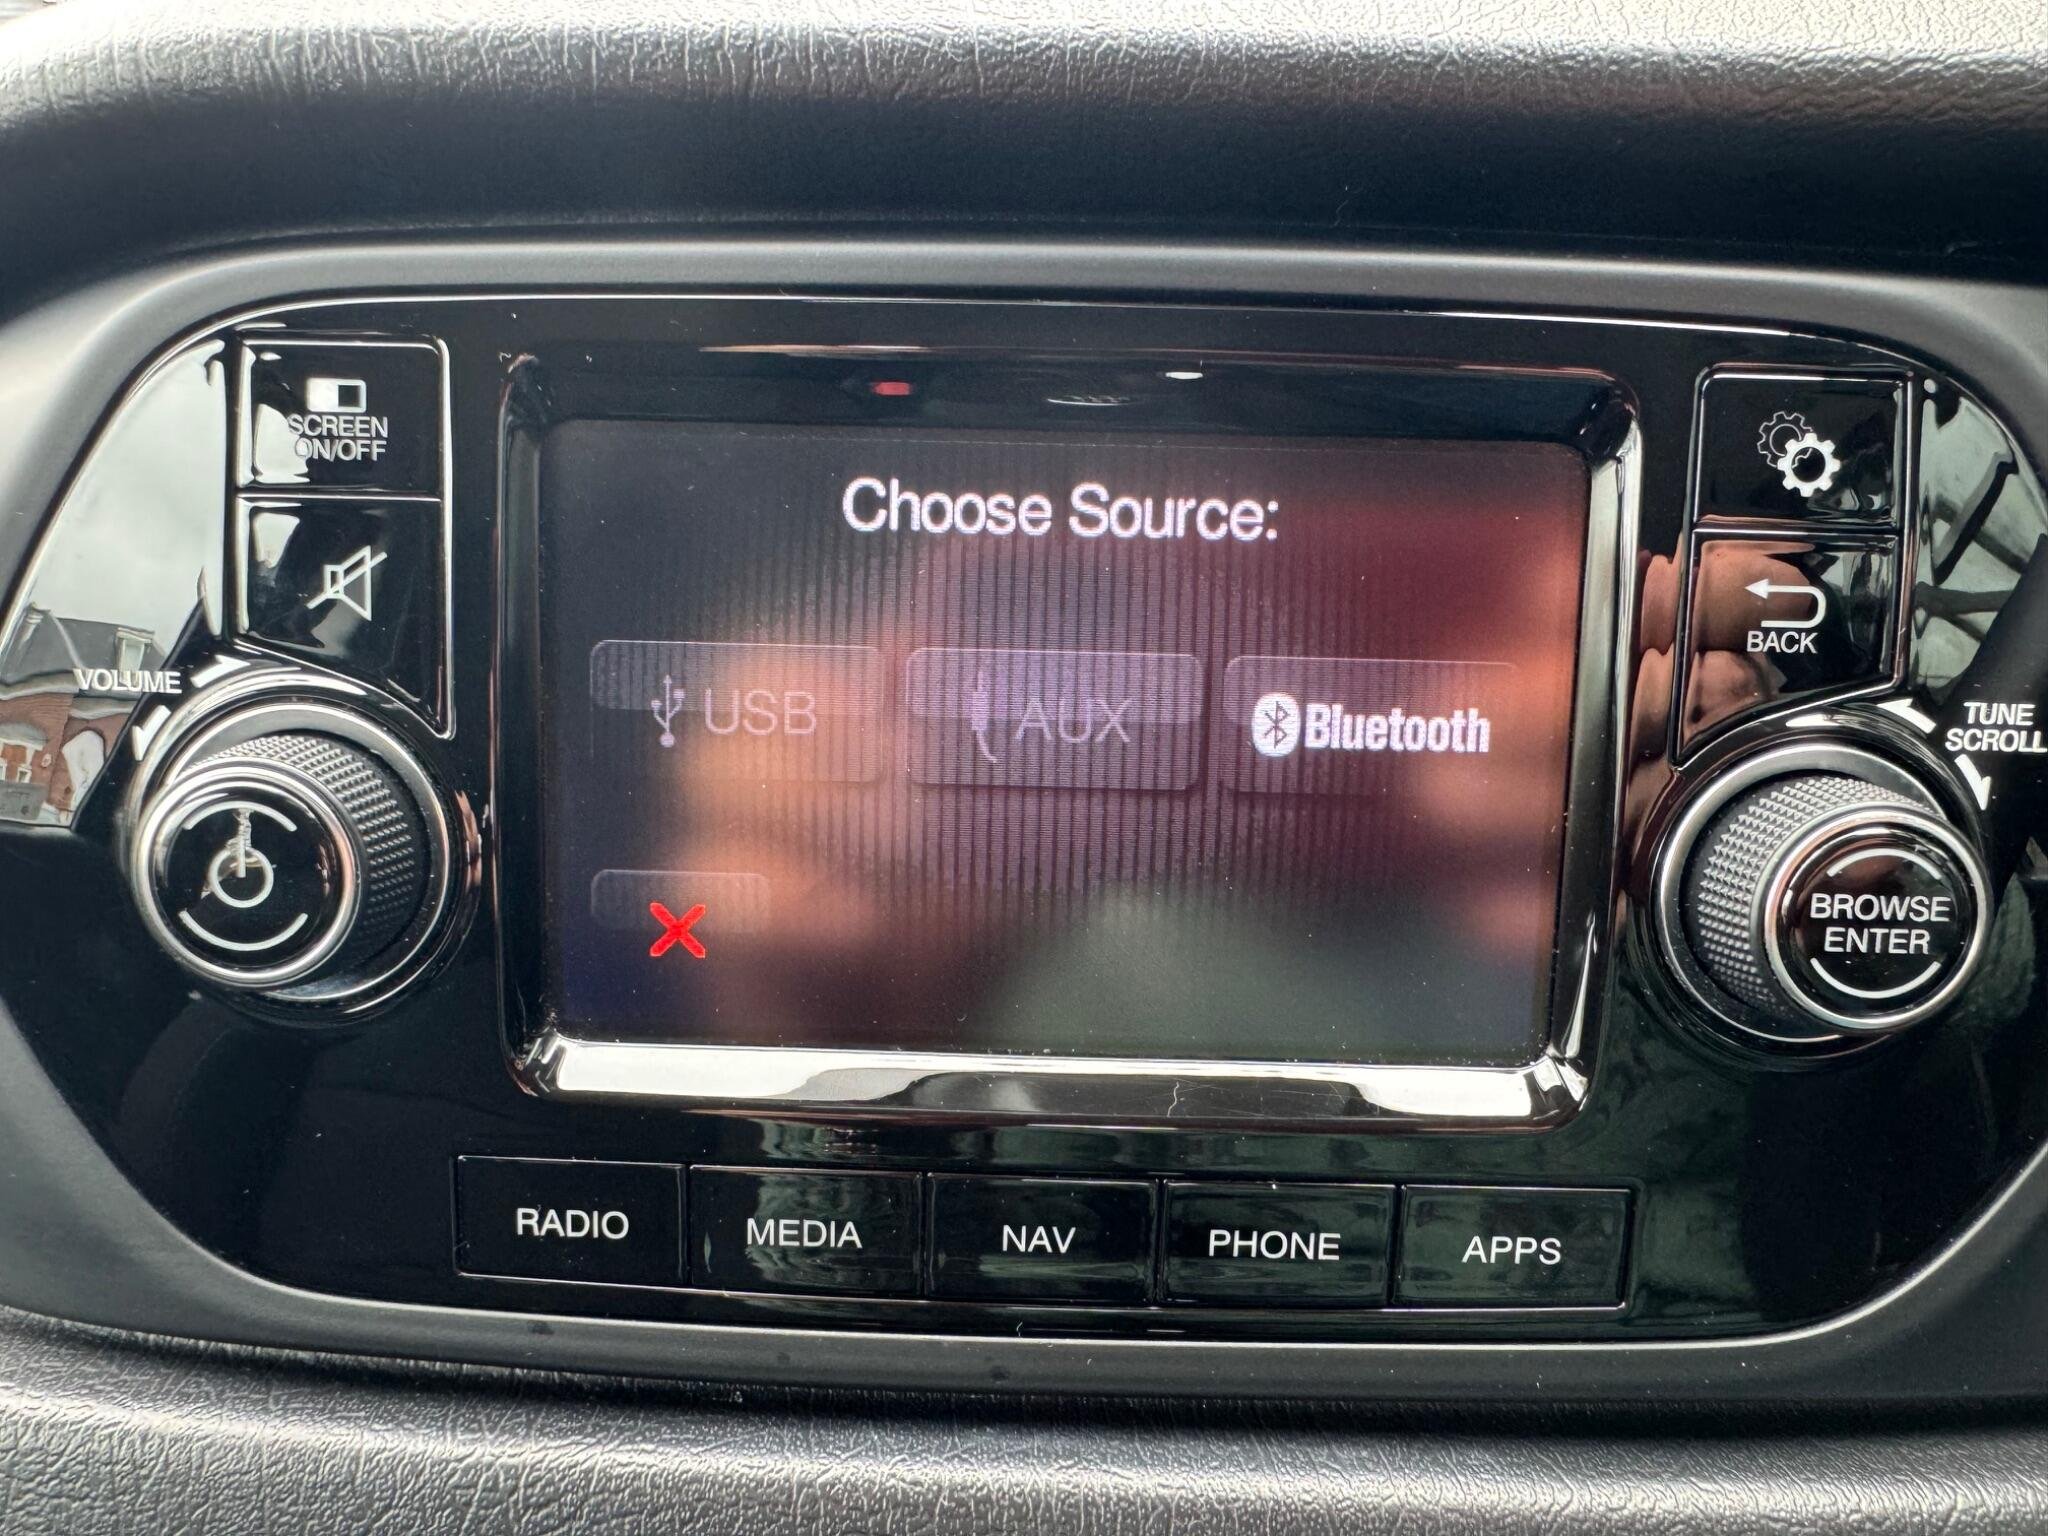 SCREEN
ON/OFF
VOLUME
Choose Source:
USB
AUX
Bluetooth
BACK
TUNE
SCROLL
BROWSE
ENTER
RADIO
MEDIA
NAV
PHONE
APPS